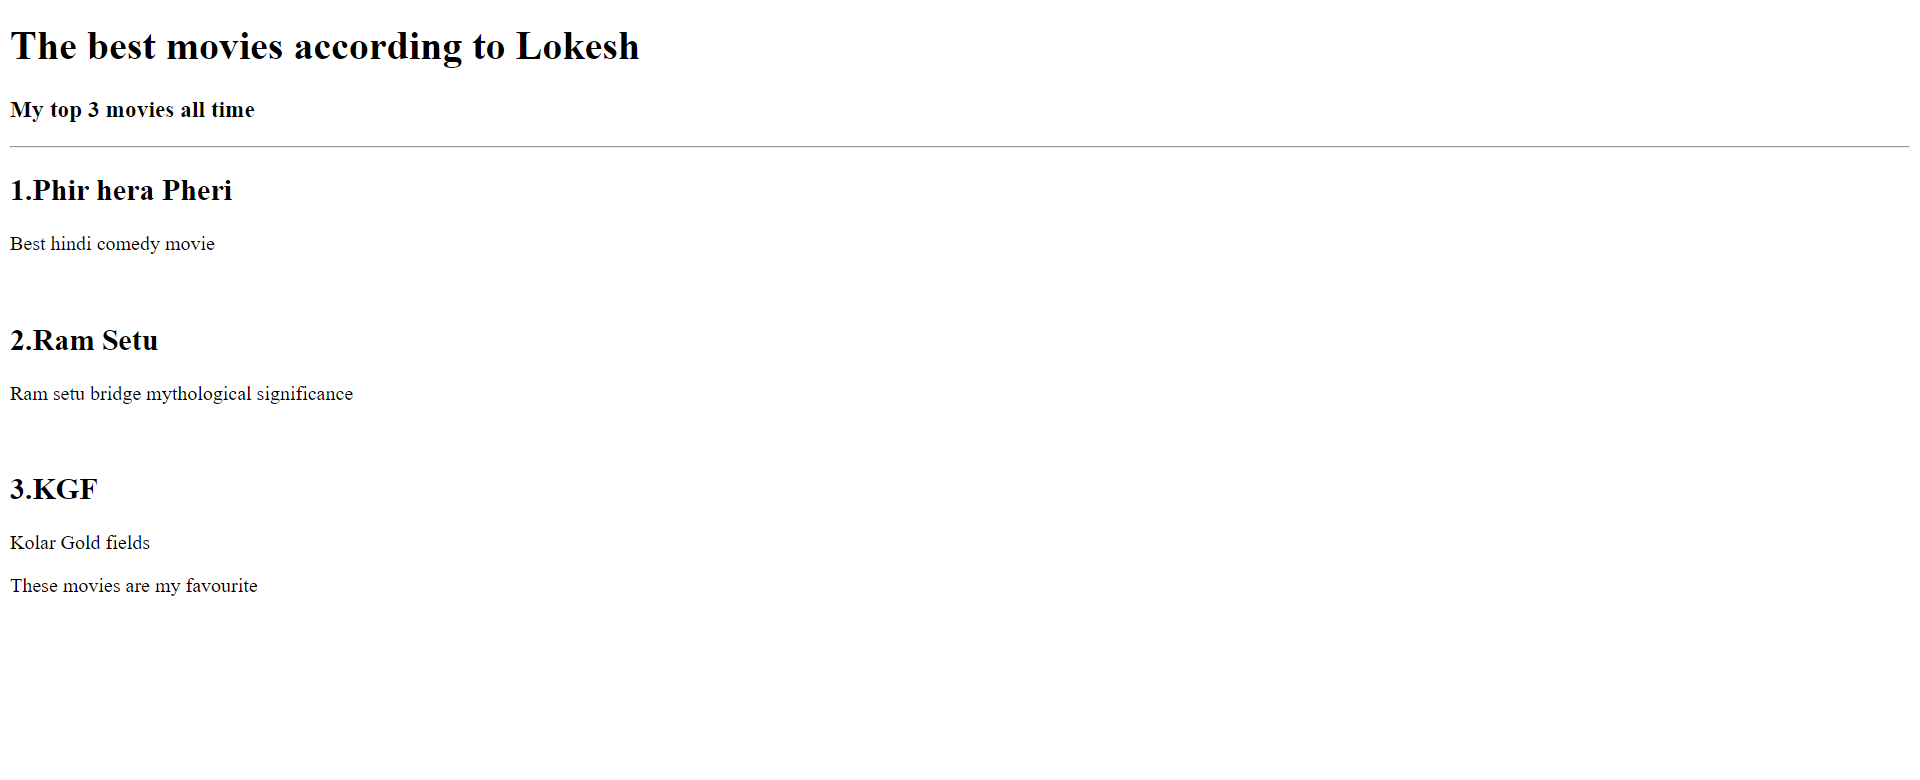 The best movies according to Lokesh
My top 3 movies all time
1.Phir hera Pheri
Best hindi comedy movie
2.Ram Setu
Ram setu bridge mythological significance
3.KGF
Kolar Gold fields
These movies are my favourite